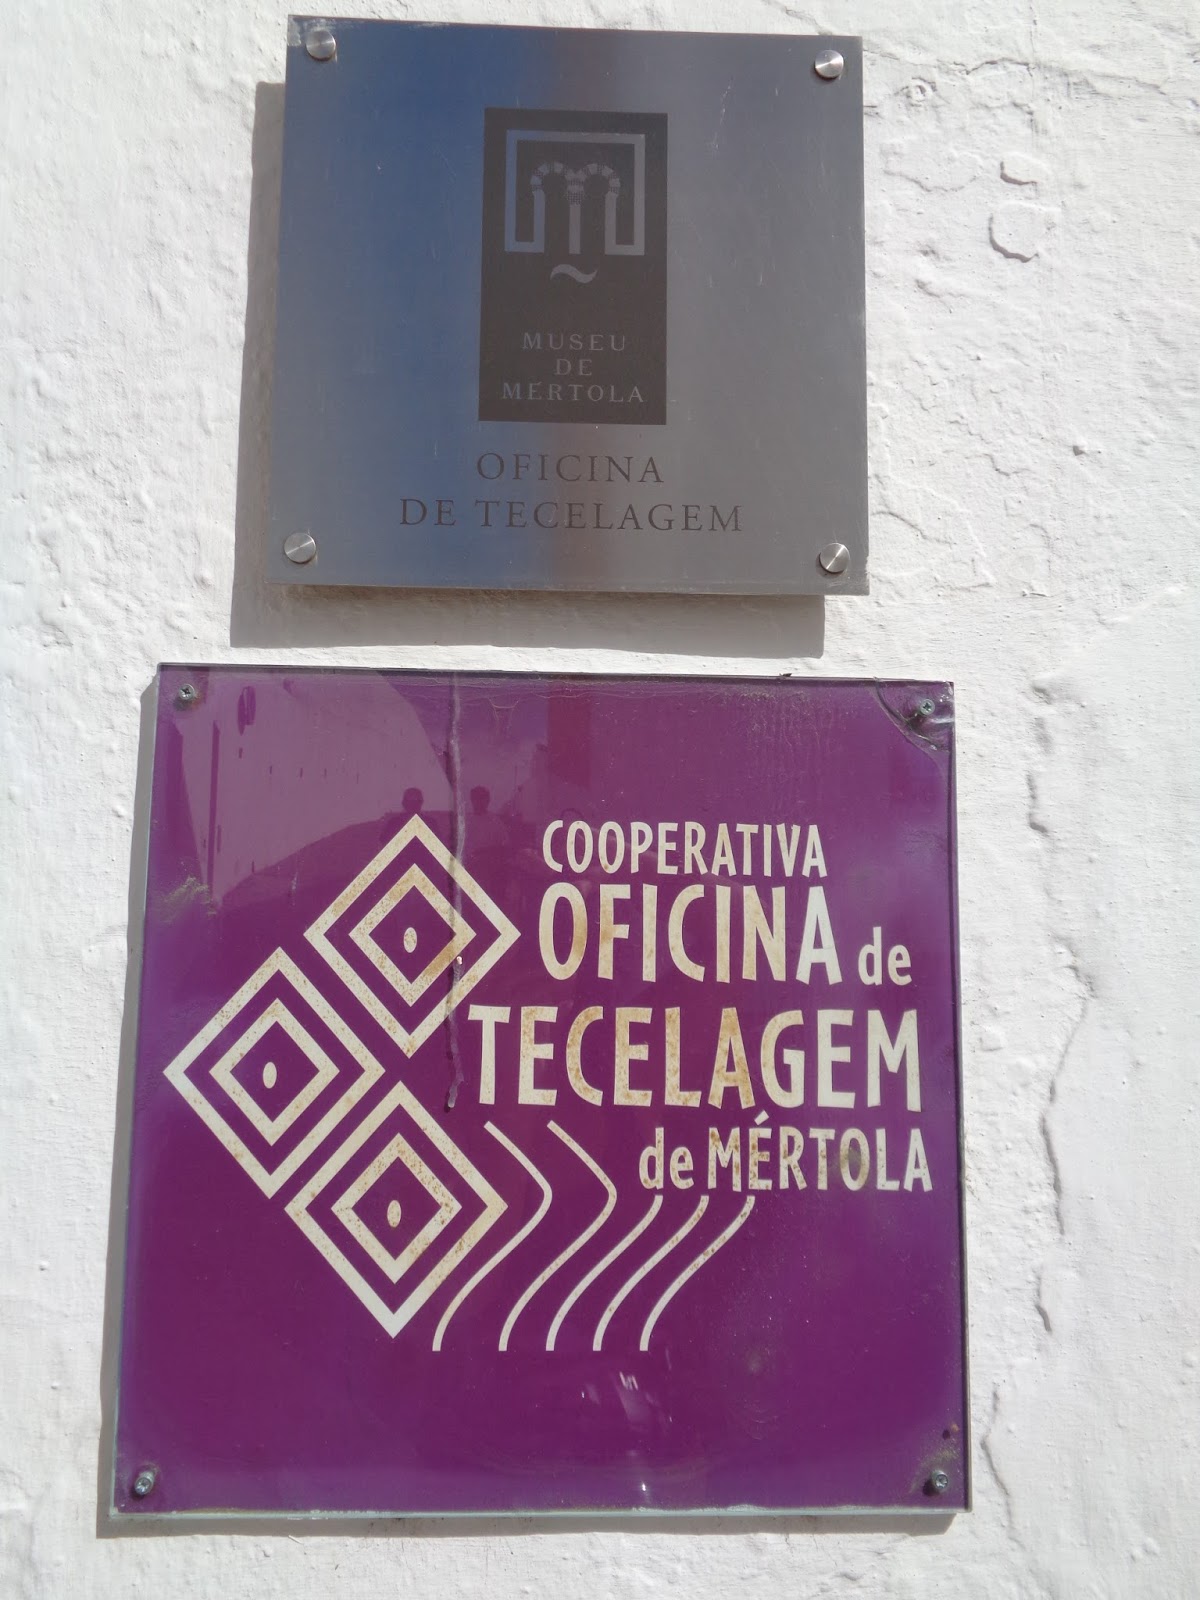 MUSEU
DE
MÉRTOLA
OFICINA
DE TECELAGEM
COOPERATIVA
OFICINA de
TECELAGEM
de MÉRTOLA